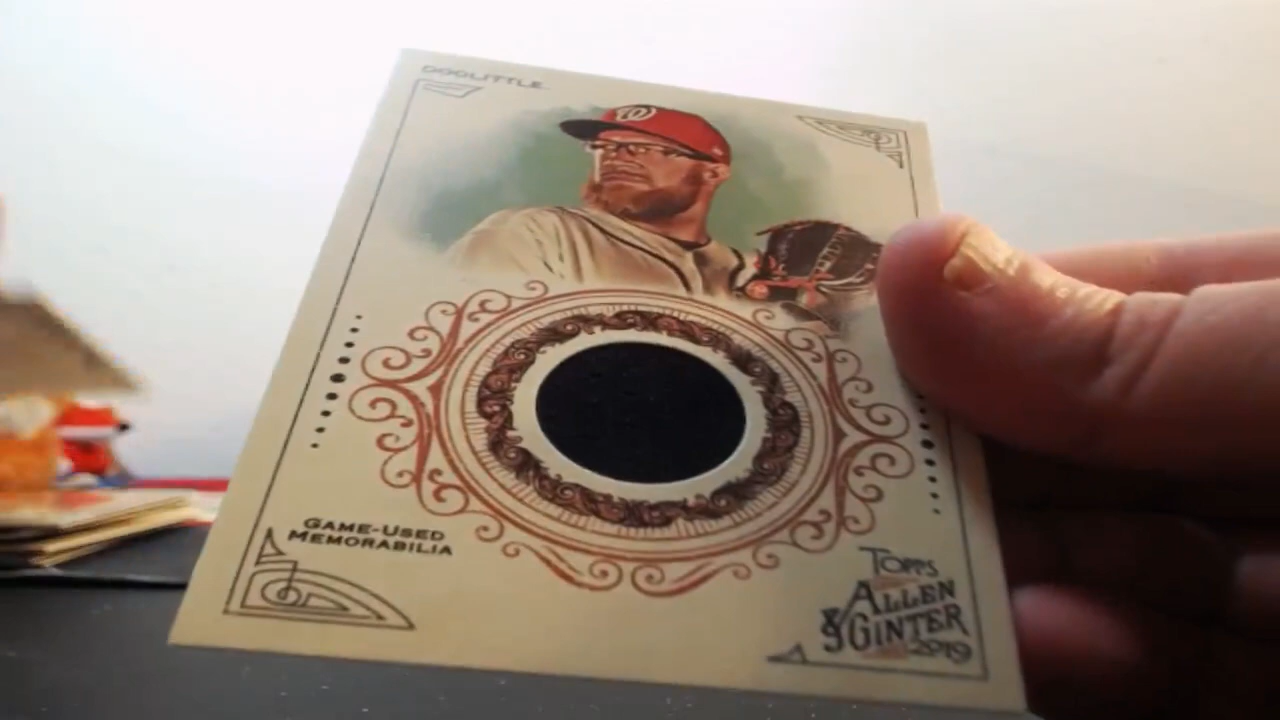 DOOLITTLE
W
GAME-USED
MEMORABILIA
TOPPS
ALLEN
& GINTER
2019